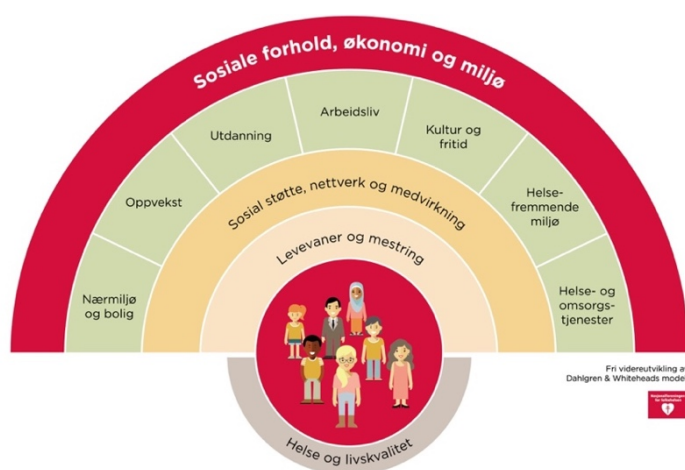 Sosiale forhold, økonomi og miljø
Nærmiljø
og bolig
Oppvekst
Utdanning
Arbeidsliv
Kultur og
fritid
Helse-
fremmende
miljø
Helse- og
omsorgs-
tjenester
Sosial støtte, nettverk og medvirkning
Levevaner og mestring
Helse og livskvalitet
Fri videreutvikling a
Dahlgren & Whiteheads model